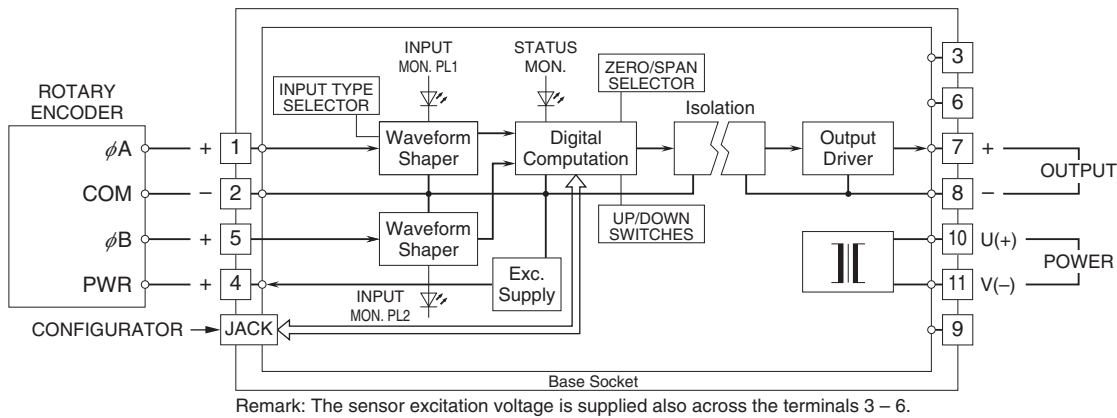 ROTARY
ENCODER
φA
COM
φB
PWR
+ 1
− 2
+ 5
+ 4
CONFIGURATOR
JACK
INPUT
MON. PL1
STATUS
MON.
INPUT TYPE
SELECTOR
ZERO/SPAN
SELECTOR
Waveform
Shaper
Digital
Computation
Isolation
Output
Driver
Waveform
Shaper
UP/DOWN
SWITCHES
Exc.
Supply
INPUT
MON. PL2
3
6
7 +
8 −
OUTPUT
10 U(+)
11 V(−)
POWER
9
Base Socket
Remark: The sensor excitation voltage is supplied also across the terminals 3 – 6.